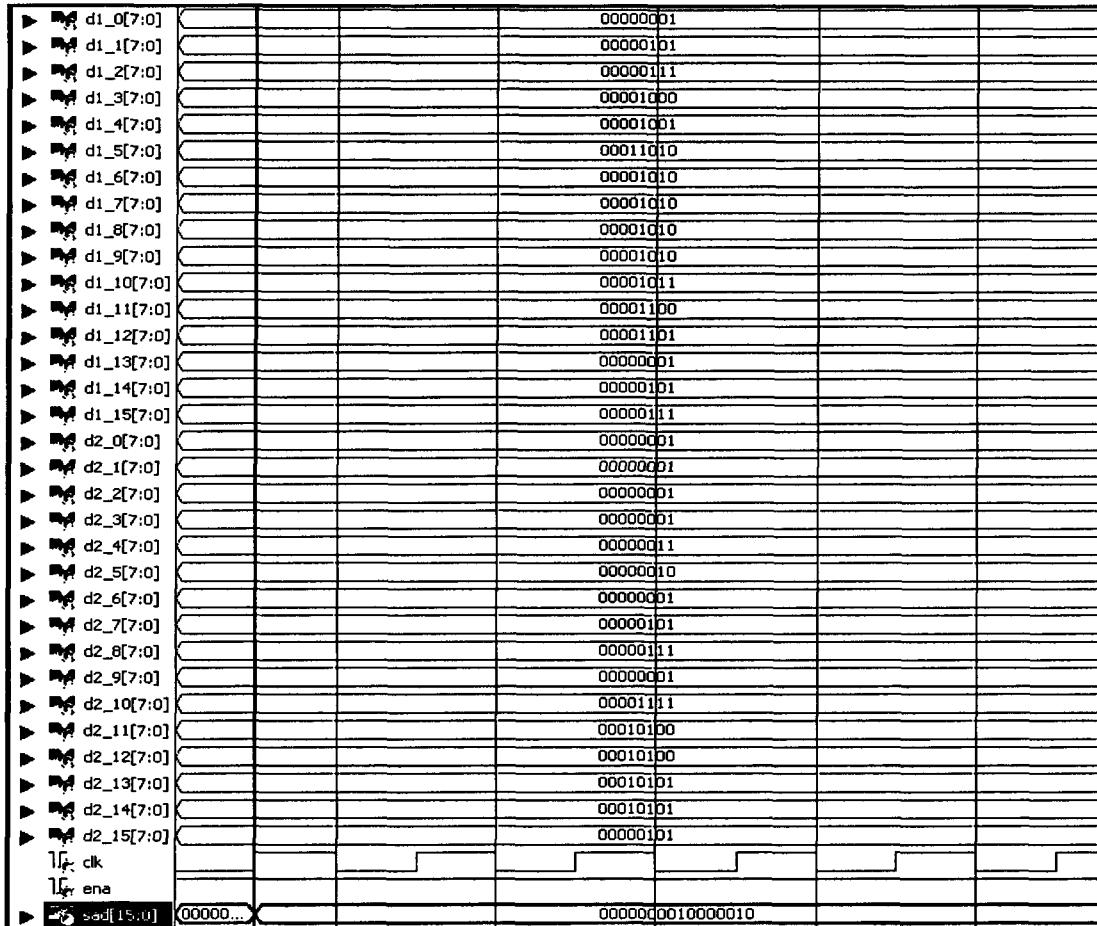 d1_0[7:0] 00000001
d1_1[7:0] 00000101
d1_2[7:0] 00000111
d1_3[7:0] 00001000
d1_4[7:0] 00001001
d1_5[7:0] 00011010
d1_6[7:0] 00001010
d1_7[7:0] 00001010
d1_8[7:0] 00001010
d1_9[7:0] 00001010
d1_10[7:0] 00001011
d1_11[7:0] 00001100
d1_12[7:0] 00001101
d1_13[7:0] 00000001
d1_14[7:0] 00000101
d1_15[7:0] 00000111
d2_0[7:0] 00000001
d2_1[7:0] 00000001
d2_2[7:0] 00000001
d2_3[7:0] 00000001
d2_4[7:0] 00000011
d2_5[7:0] 00000010
d2_6[7:0] 00000001
d2_7[7:0] 00000101
d2_8[7:0] 00000111
d2_9[7:0] 00000001
d2_10[7:0] 00001111
d2_11[7:0] 00010100
d2_12[7:0] 00010100
d2_13[7:0] 00010101
d2_14[7:0] 00010101
d2_15[7:0] 00000101
clk
ena
sad[15:0] 00000... 0000000010000010